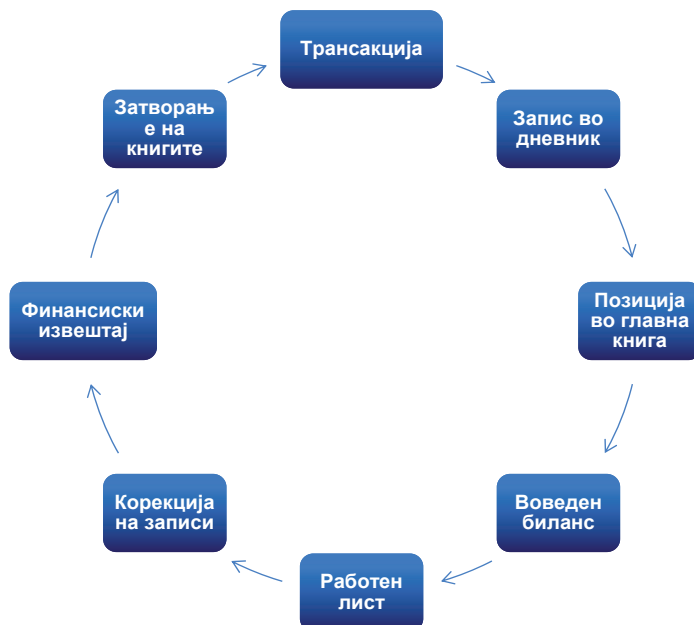 Трансакција
Запис во
дневник
Позиција
во главна
книга
Воведен
биланс
Работен
лист
Корекција
на записи
Финансиски
извештај
Затворањ
е на
книгите